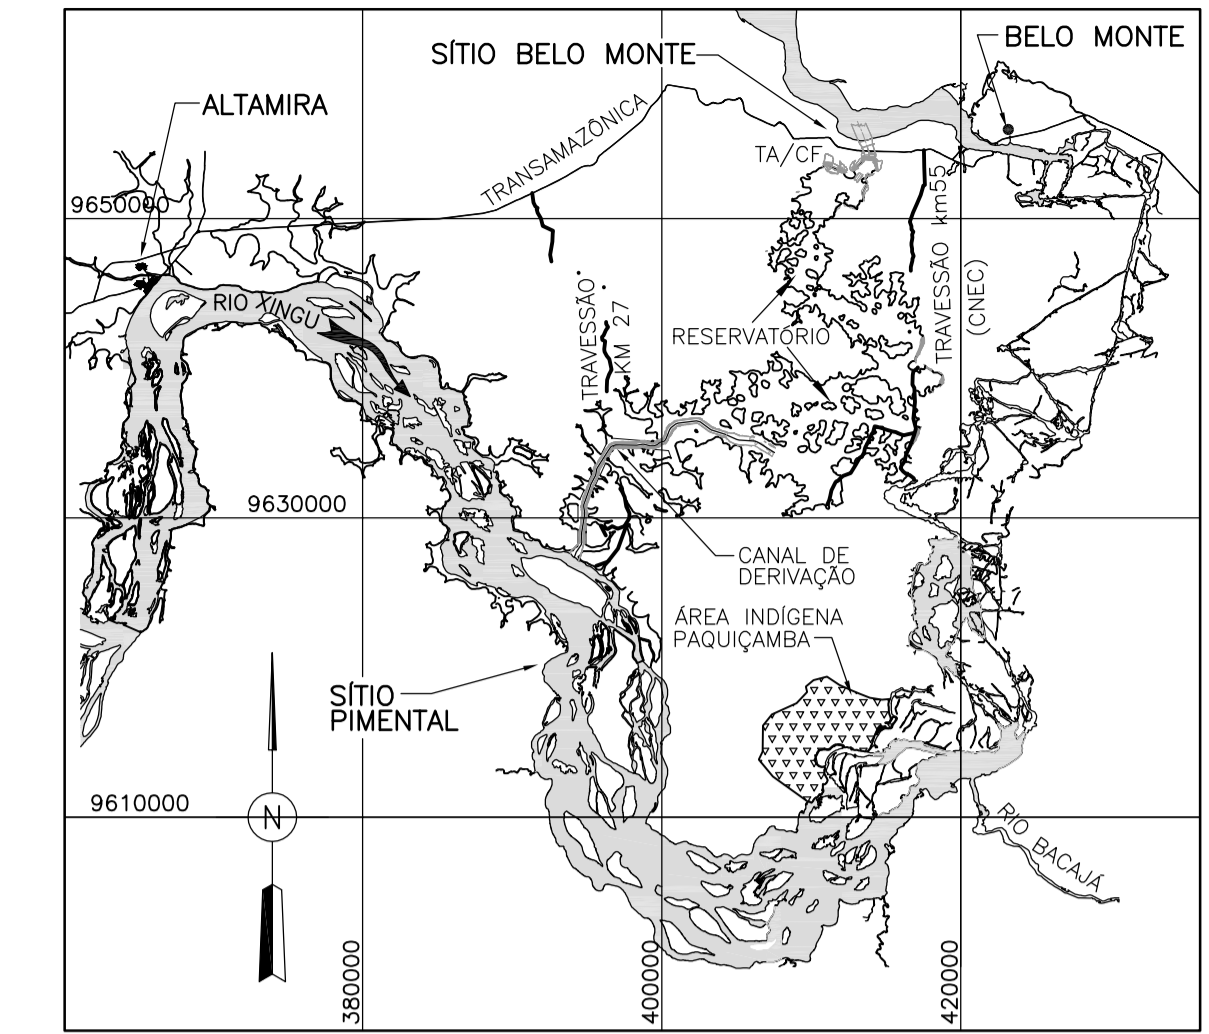 SÍTIO BELO MONTE
BELO MONTE
ALTAMIRA
TRANSAMAZÔNICA
TA/CF
9650000
TRAVESSÃO km55
(CNEC)
RIO XINGU
TRAVESSÃO
KM 27
RESERVATÓRIO
9630000
CANAL DE
DERIVAÇÃO
ÁREA INDÍGENA
PAQUIÇAMBA
SÍTIO
PIMENTAL
9610000
N
RIO BACAJÁ
380000
400000
420000